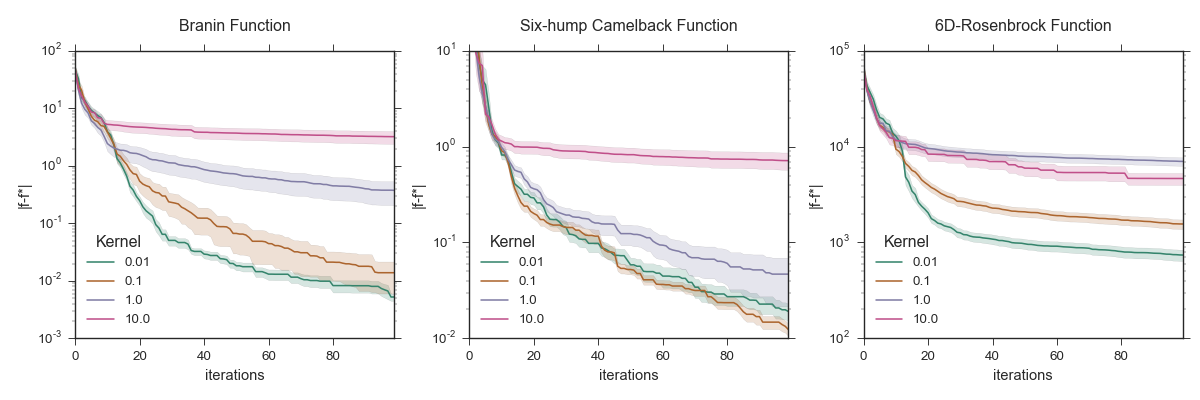 Branin Function
|f-f*|
10^2
10^1
10^0
10^-1
10^-2
10^-3
Kernel
0.01
0.1
1.0
10.0
0 20 40 60 80
iterations
Six-hump Camelback Function
|f-f*|
10^1
10^0
10^-1
10^-2
Kernel
0.01
0.1
1.0
10.0
0 20 40 60 80
iterations
6D-Rosenbrock Function
|f-f*|
10^5
10^4
10^3
10^2
Kernel
0.01
0.1
1.0
10.0
0 20 40 60 80
iterations